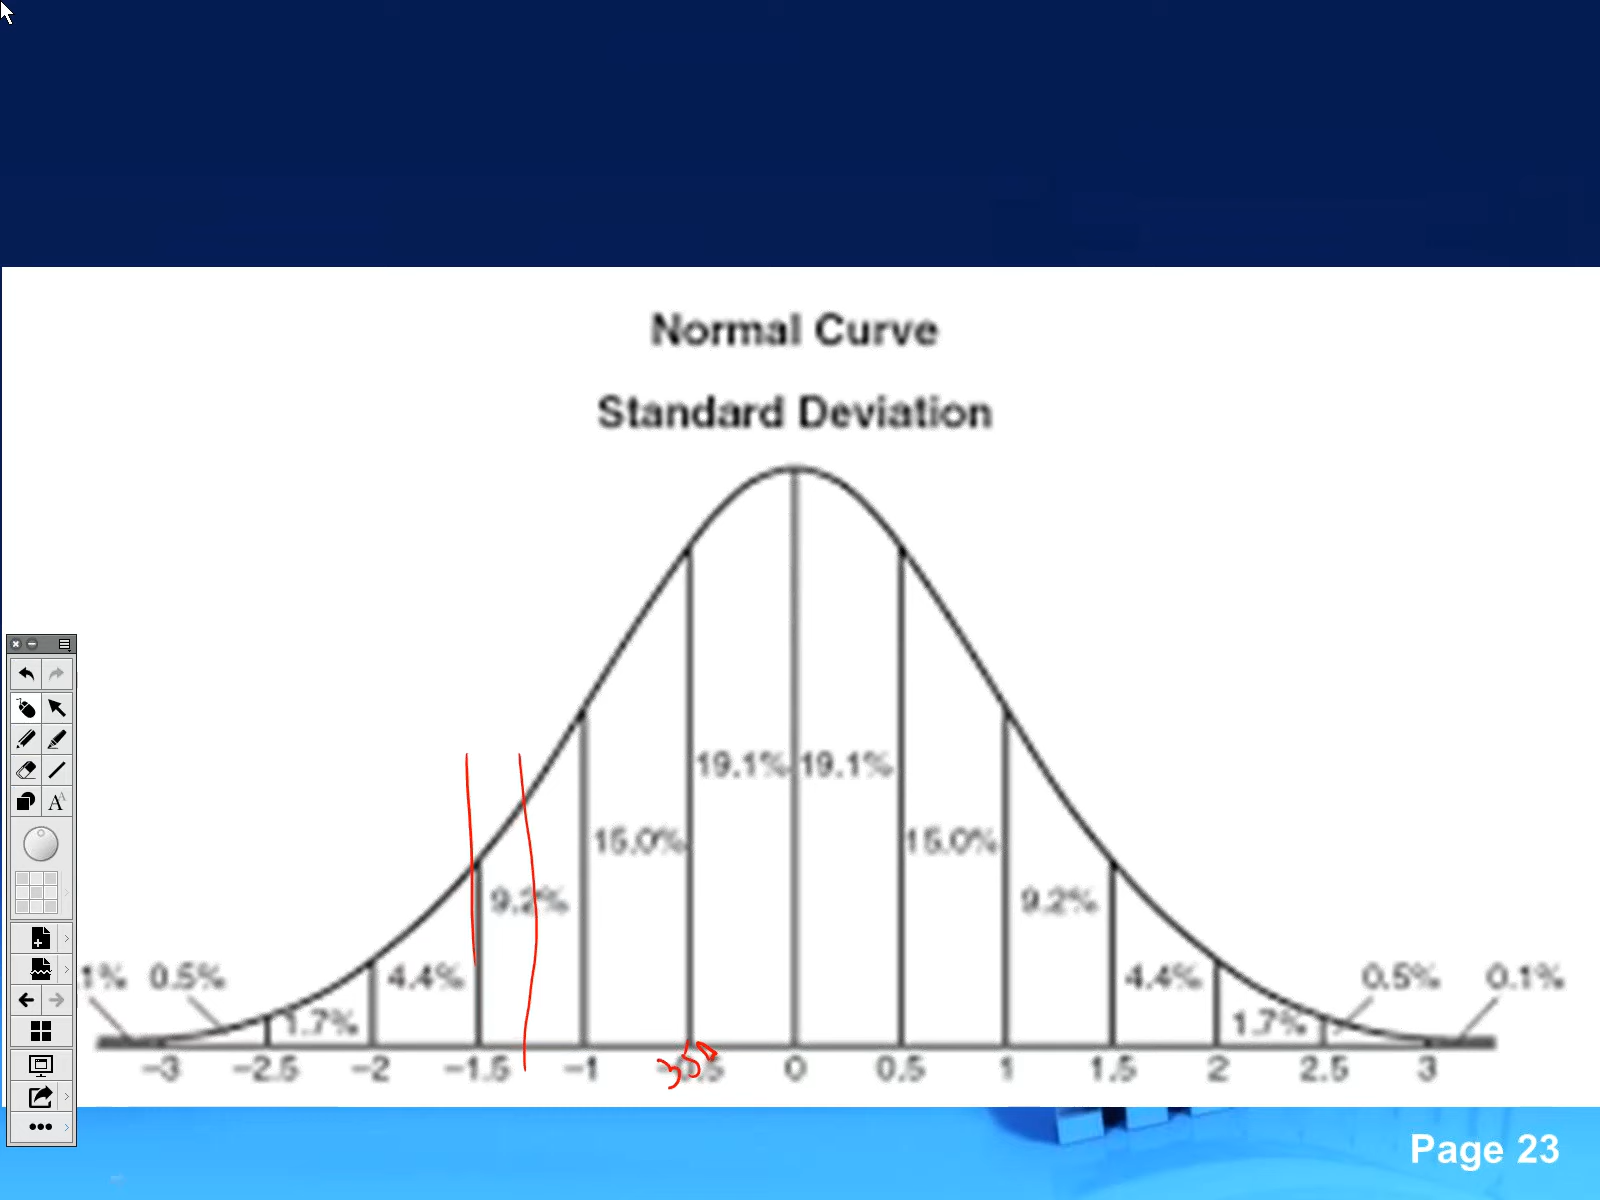 Normal Curve
Standard Deviation
19.1% 19.1%
15.0% 15.0%
9.2% 9.2%
.1% 0.5% 4.4% 4.4% 0.5% 0.1%
1.7% 1.7%
−3 −2.5 −2 −1.5 −1 −0.5 0 0.5 1 1.5 2 2.5 3
Page 23